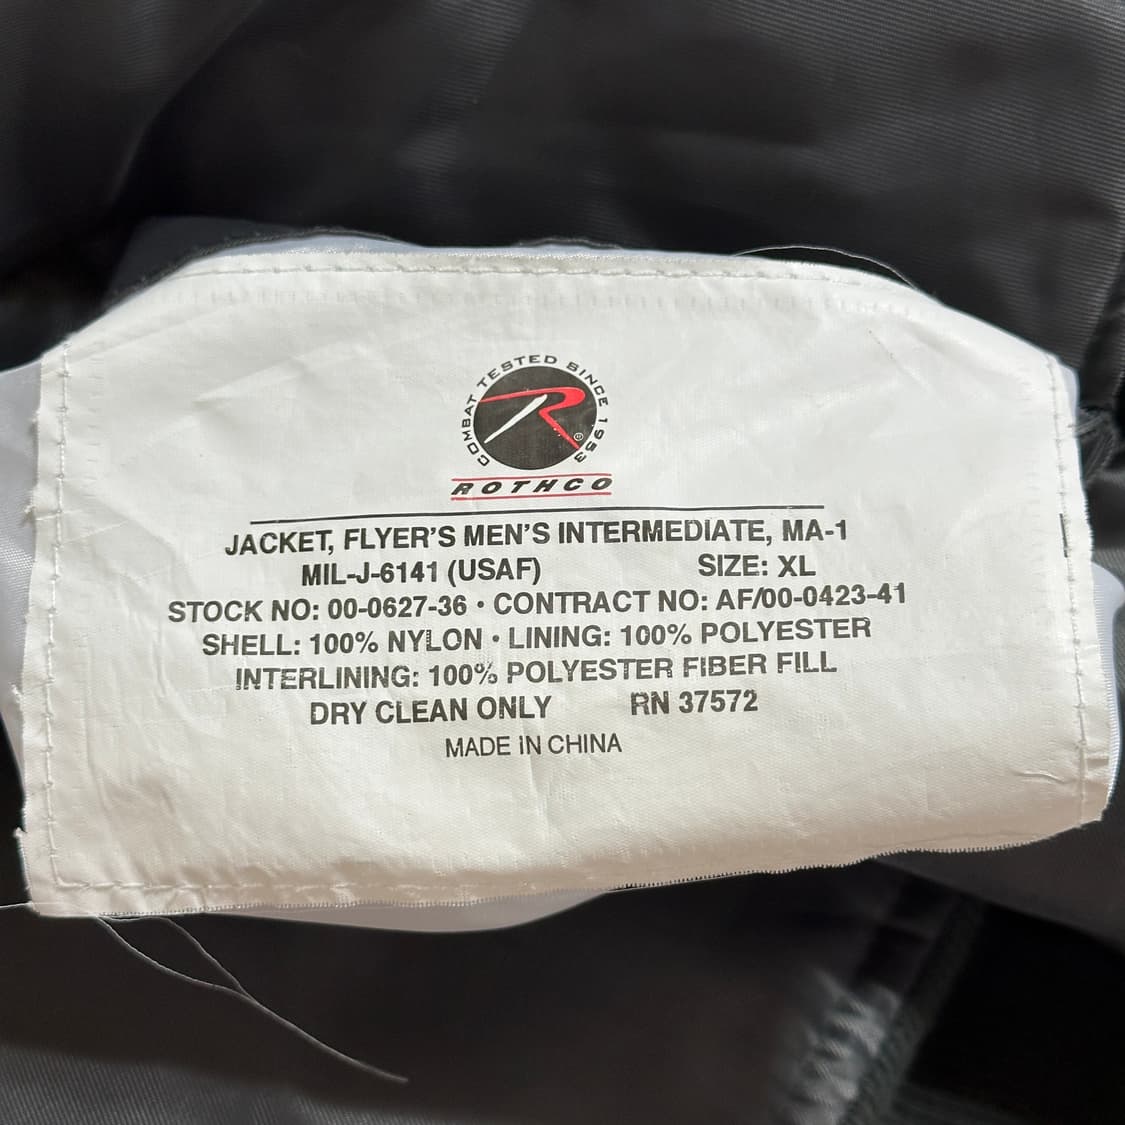 COMBAT TESTED SINCE 1953
R ®
ROTHCO
JACKET, FLYER'S MEN'S INTERMEDIATE, MA-1
MIL-J-6141 (USAF) SIZE: XL
STOCK NO: 00-0627-36 • CONTRACT NO: AF/00-0423-41
SHELL: 100% NYLON • LINING: 100% POLYESTER
INTERLINING: 100% POLYESTER FIBER FILL
DRY CLEAN ONLY RN 37572
MADE IN CHINA